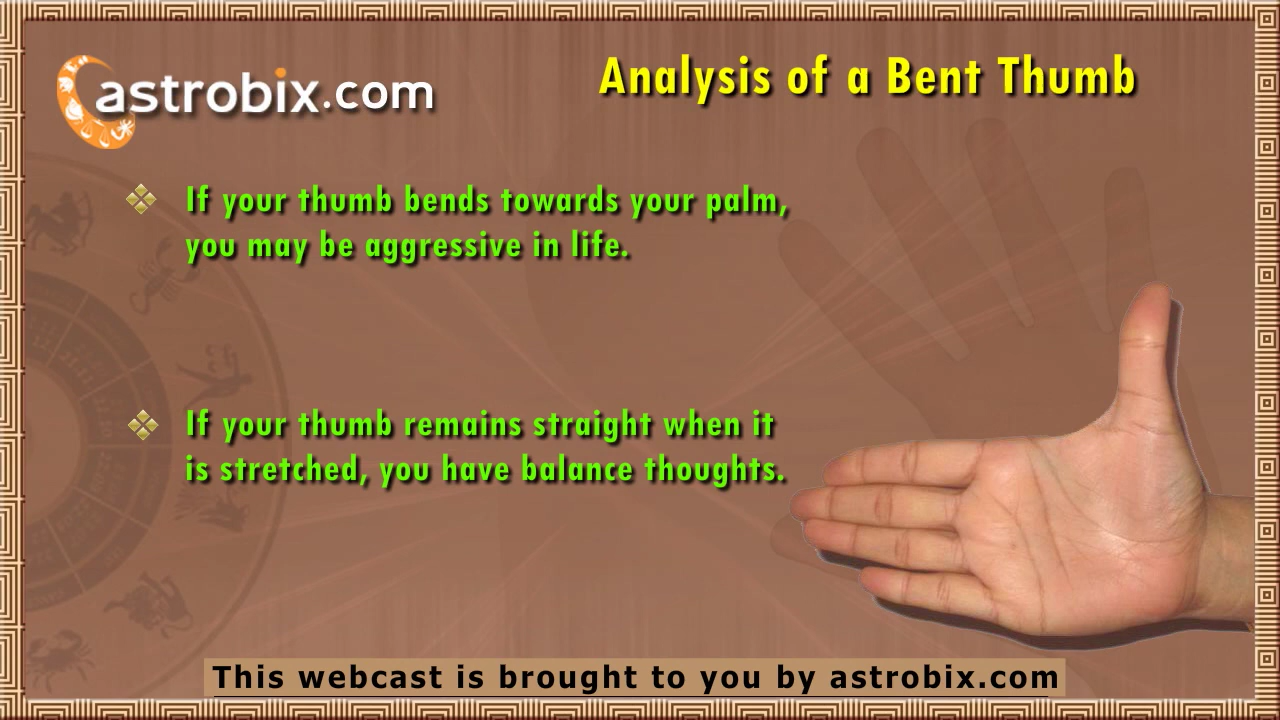 astrobix.com
Analysis of a Bent Thumb
If your thumb bends towards your palm,
you may be aggressive in life.
If your thumb remains straight when it
is stretched, you have balance thoughts.
This webcast is brought to you by astrobix.com